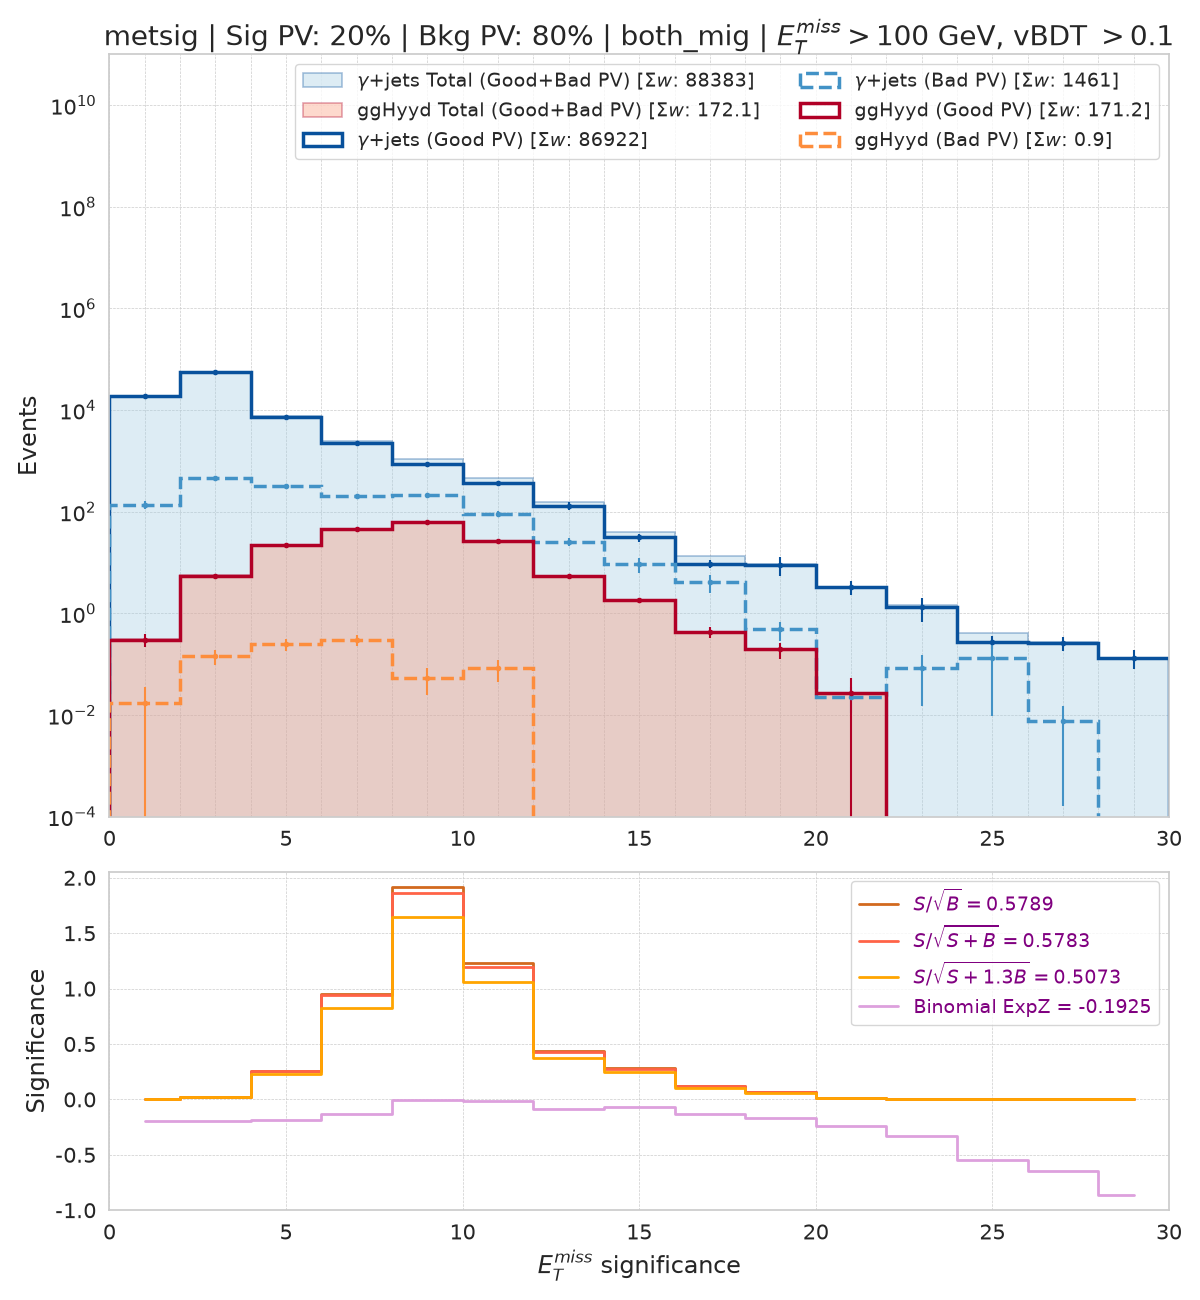 metsig | Sig PV: 20% | Bkg PV: 80% | both_mig | E_T^{miss} > 100 GeV, vBDT > 0.1
γ+jets Total (Good+Bad PV) [Σw: 88383]
ggHyyd Total (Good+Bad PV) [Σw: 172.1]
γ+jets (Good PV) [Σw: 86922]
γ+jets (Bad PV) [Σw: 1461]
ggHyyd (Good PV) [Σw: 171.2]
ggHyyd (Bad PV) [Σw: 0.9]
Events
10^{10}
10^{8}
10^{6}
10^{4}
10^{2}
10^{0}
10^{−2}
10^{−4}
0 5 10 15 20 25 30
Significance
2.0
1.5
1.0
0.5
0.0
-0.5
-1.0
S/√B = 0.5789
S/√S + B = 0.5783
S/√S + 1.3B = 0.5073
Binomial ExpZ = -0.1925
0 5 10 15 20 25 30
E_T^{miss} significance